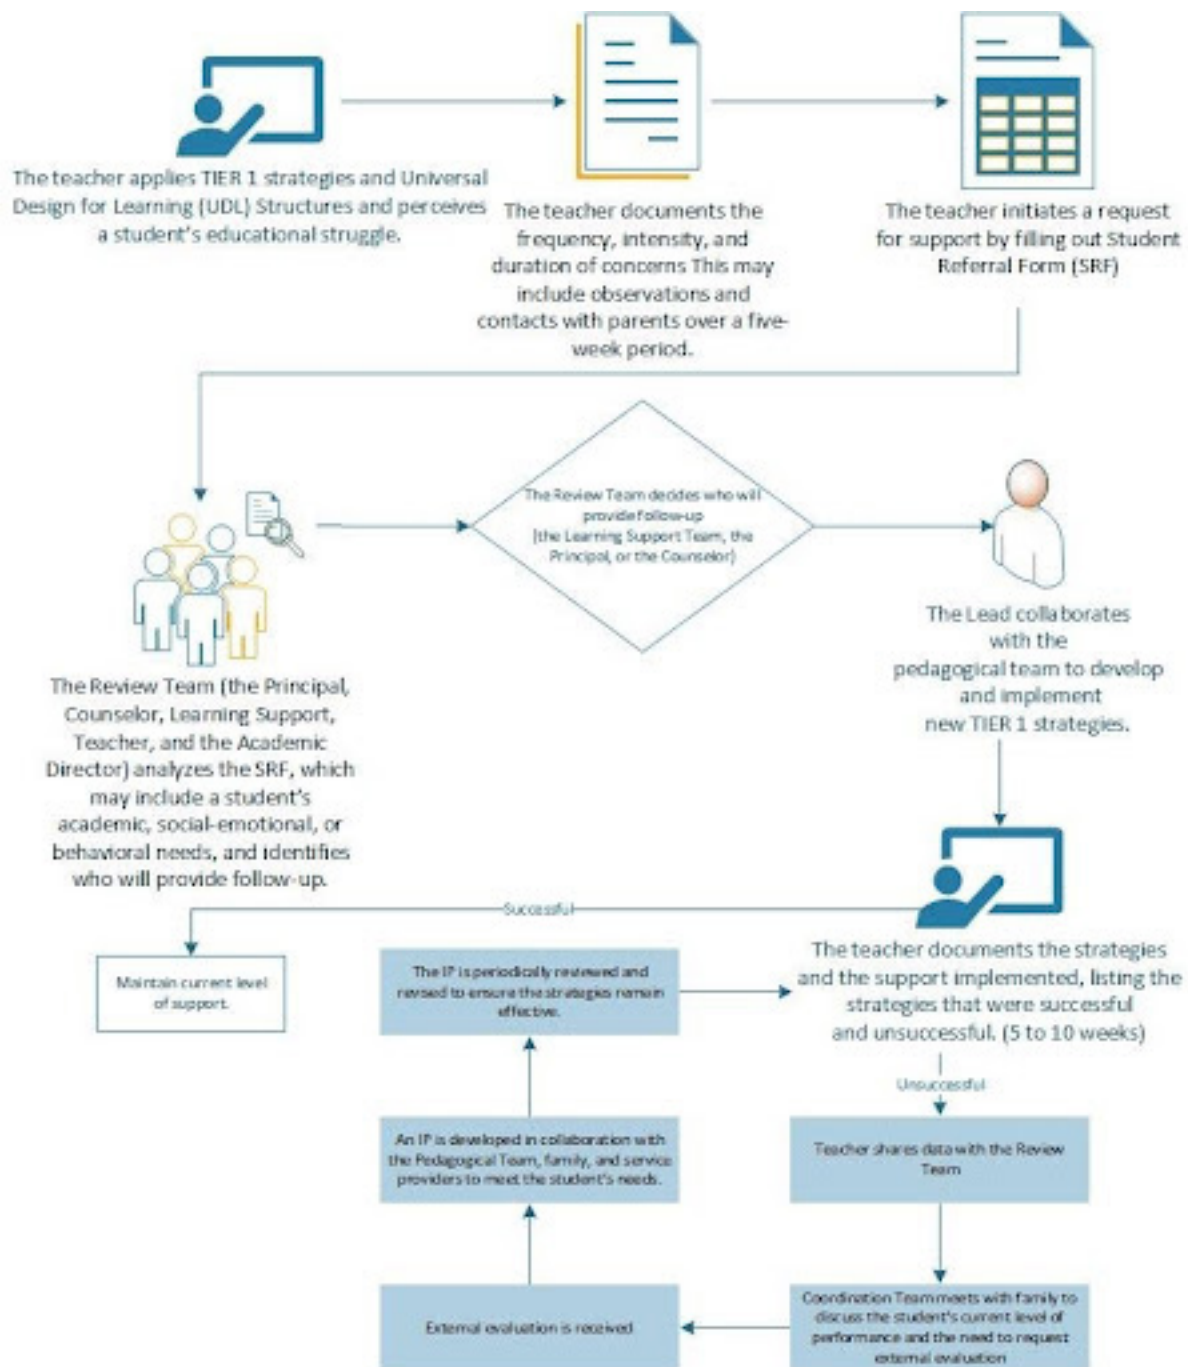 The teacher applies TIER 1 strategies and Universal
Design for Learning (UDL) Structures and perceives
a student's educational struggle.
The teacher documents the
frequency, intensity, and
duration of concerns This may
include observations and
contacts with parents over a five-
week period.
The teacher initiates a request
for support by filling out Student
Referral Form (SRF)
The Review Team (the Principal,
Counselor, Learning Support,
Teacher, and the Academic
Director) analyzes the SRF, which
may include a student's
academic, social-emotional, or
behavioral needs, and identifies
who will provide follow-up.
The Review Team decides who will
provide follow-up
(the Learning Support Team, the
Principal, or the Counselor)
The Lead collaborates
with the
pedagogical team to develop
and implement
new TIER 1 strategies.
The teacher documents the strategies
and the support implemented, listing the
strategies that were successful
and unsuccessful. (5 to 10 weeks)
Successful
Maintain current level
of support.
Unsuccessful
Teacher shares data with the Review
Team
Coordination Team meets with family to
discuss the student's current level of
performance and the need to request
external evaluation
External evaluation is received
An IP is developed in collaboration with
the Pedagogical Team, family, and service
providers to meet the student's needs.
The IP is periodically reviewed and
revised to ensure the strategies remain
effective.